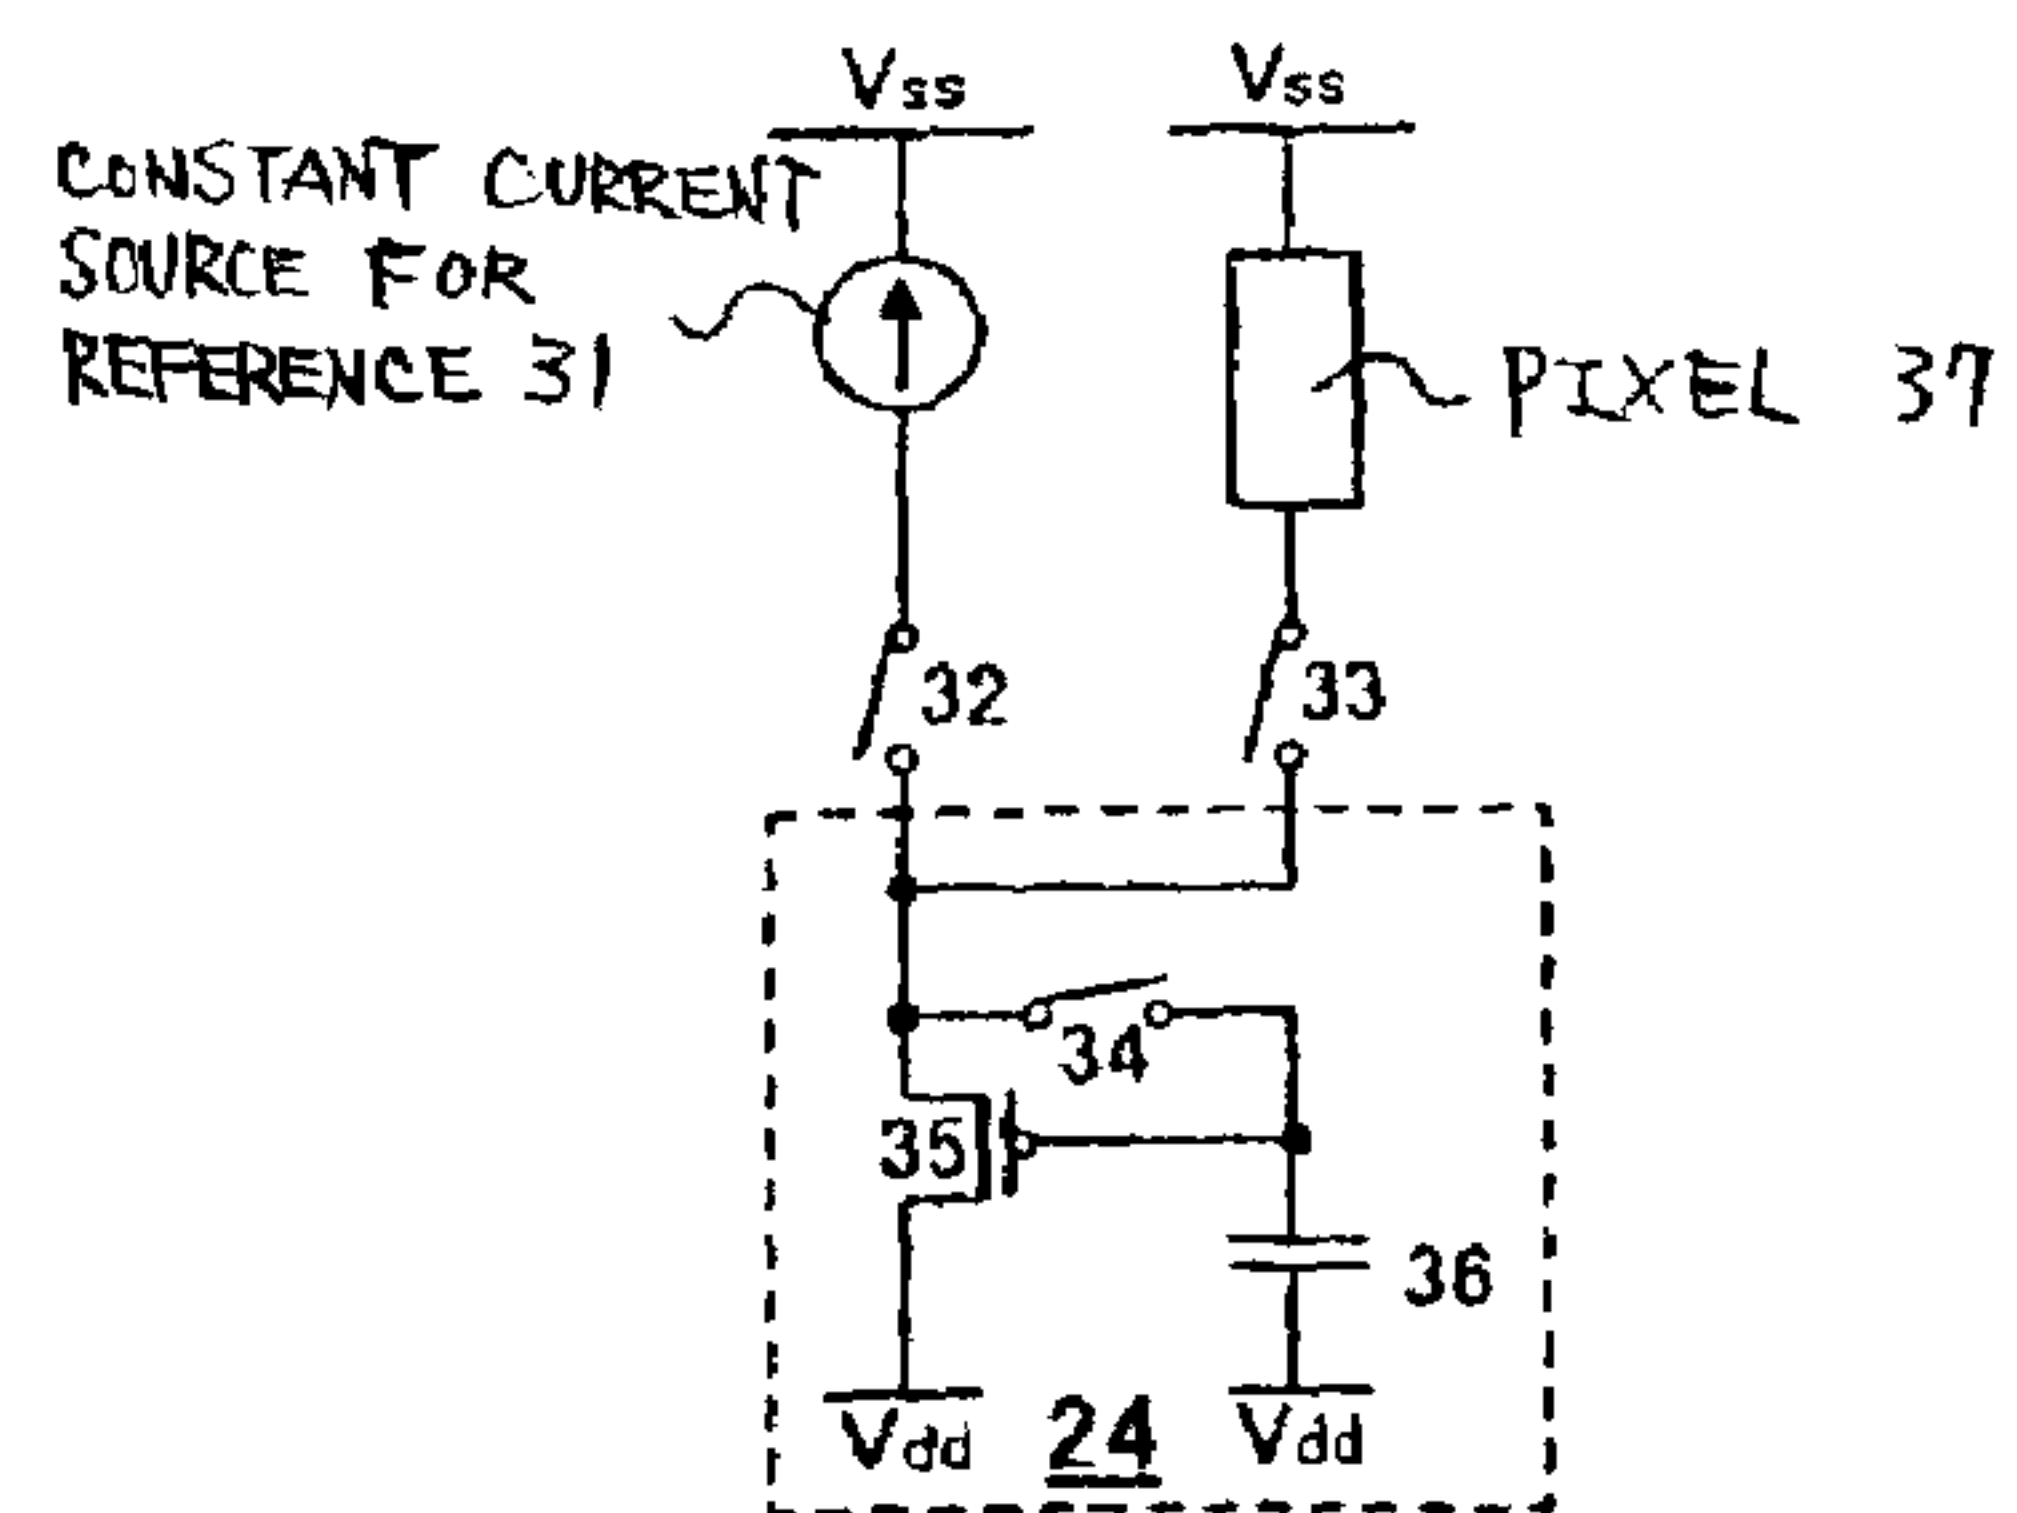 Vss
Vss
CONSTANT CURRENT
SOURCE FOR
REFERENCE 31
PIXEL 37
32
33
34
35
36
Vdd
24
Vdd